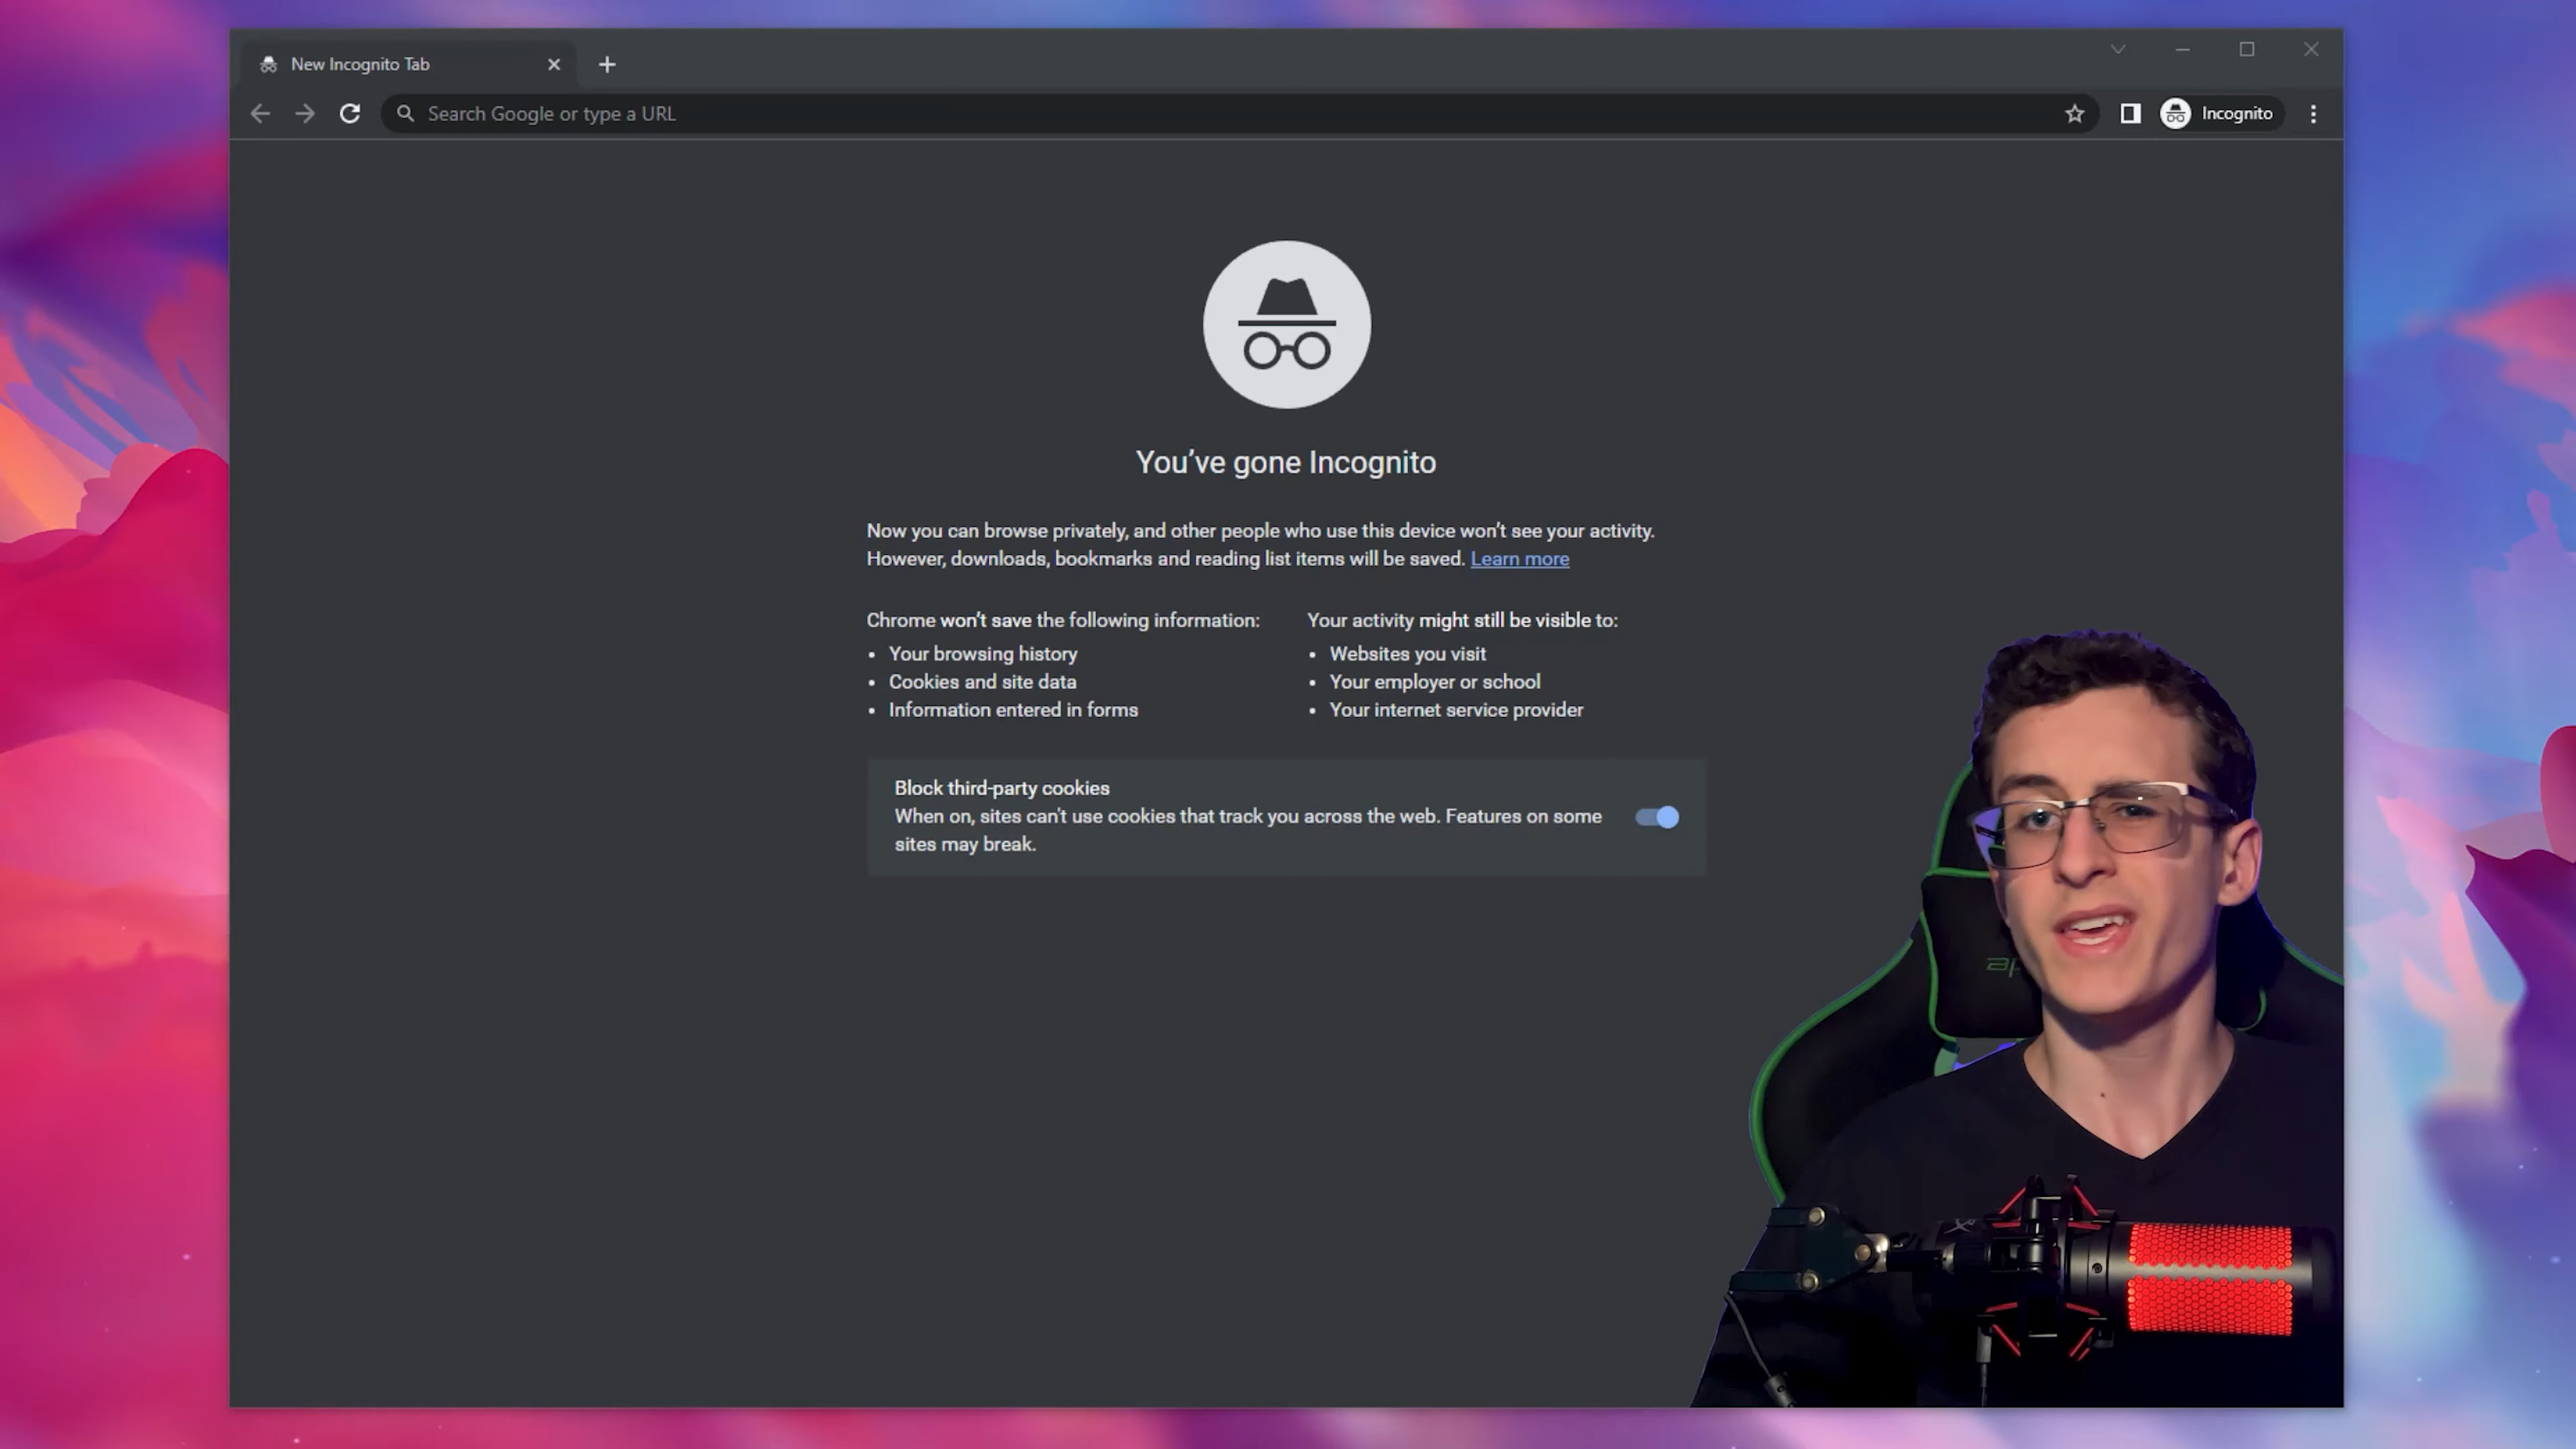 New Incognito Tab
Search Google or type a URL
Incognito
You've gone Incognito
Now you can browse privately, and other people who use this device won't see your activity.
However, downloads, bookmarks and reading list items will be saved. Learn more
Chrome won't save the following information:
Your browsing history
Cookies and site data
Information entered in forms
Your activity might still be visible to:
Websites you visit
Your employer or school
Your internet service provider
Block third-party cookies
When on, sites can't use cookies that track you across the web. Features on some
sites may break.